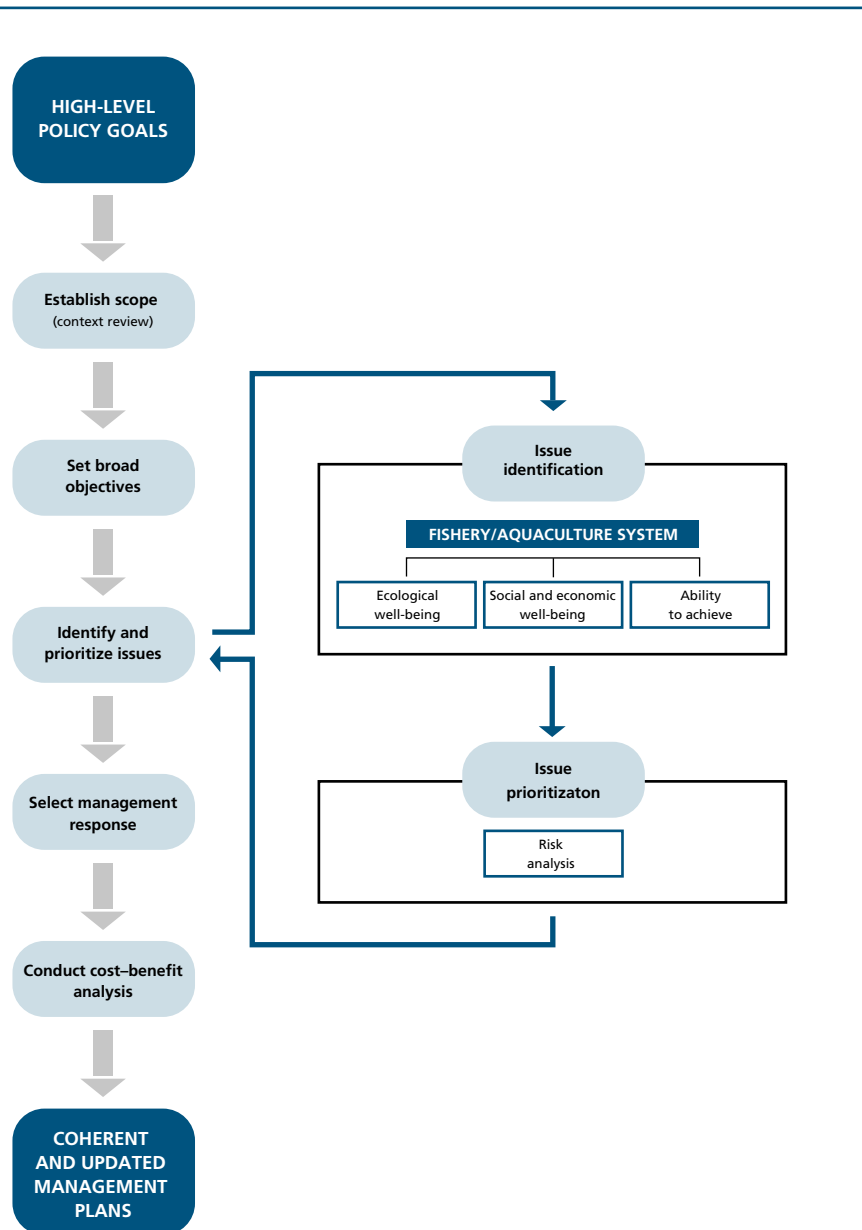 HIGH-LEVEL
POLICY GOALS
Establish scope
(context review)
Set broad
objectives
Identify and
prioritize issues
Select management
response
Conduct cost–benefit
analysis
COHERENT
AND UPDATED
MANAGEMENT
PLANS
Issue
identification
FISHERY/AQUACULTURE SYSTEM
Ecological
well-being
Social and economic
well-being
Ability
to achieve
Issue
prioritizaton
Risk
analysis